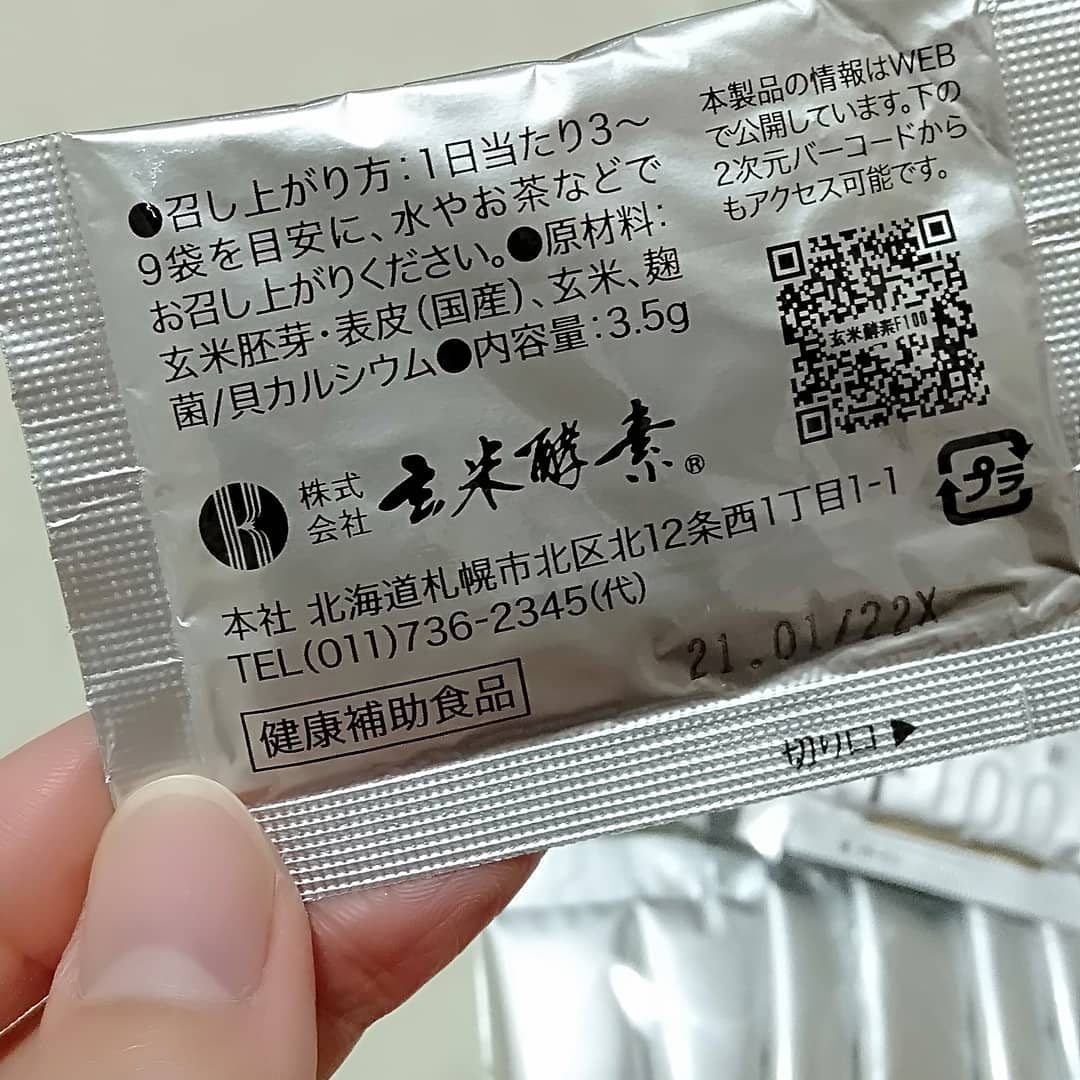 ●召し上がり方：1日当たり3～
9袋を目安に、水やお茶などで
お召し上がりください。●原材料：
玄米胚芽・表皮（国産）、玄米、麹
菌/貝カルシウム●内容量：3.5g
本製品の情報はWEB
で公開しています。下の
2次元バーコードから
もアクセス可能です。
玄米酵素F100
株式
会社
玄米酵素®
プラ
本社 北海道札幌市北区北12条西1丁目1-1
TEL(011)736-2345(代)
21.01/22X
健康補助食品
切り口▶